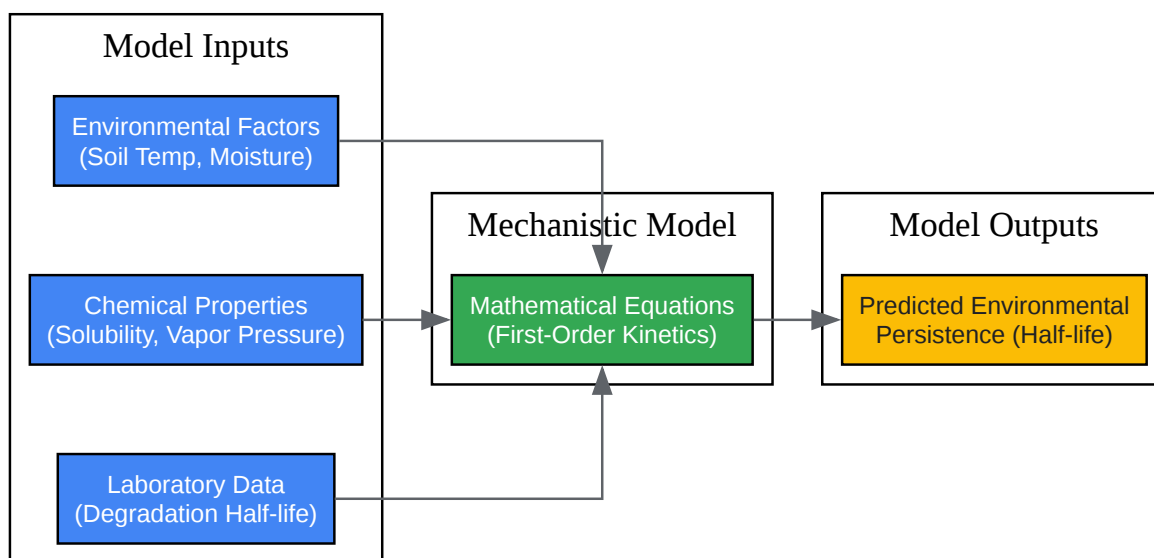 Model Inputs
Environmental Factors
(Soil Temp, Moisture)
Chemical Properties
(Solubility, Vapor Pressure)
Laboratory Data
(Degradation Half-life)
Mechanistic Model
Mathematical Equations
(First-Order Kinetics)
Model Outputs
Predicted Environmental
Persistence (Half-life)